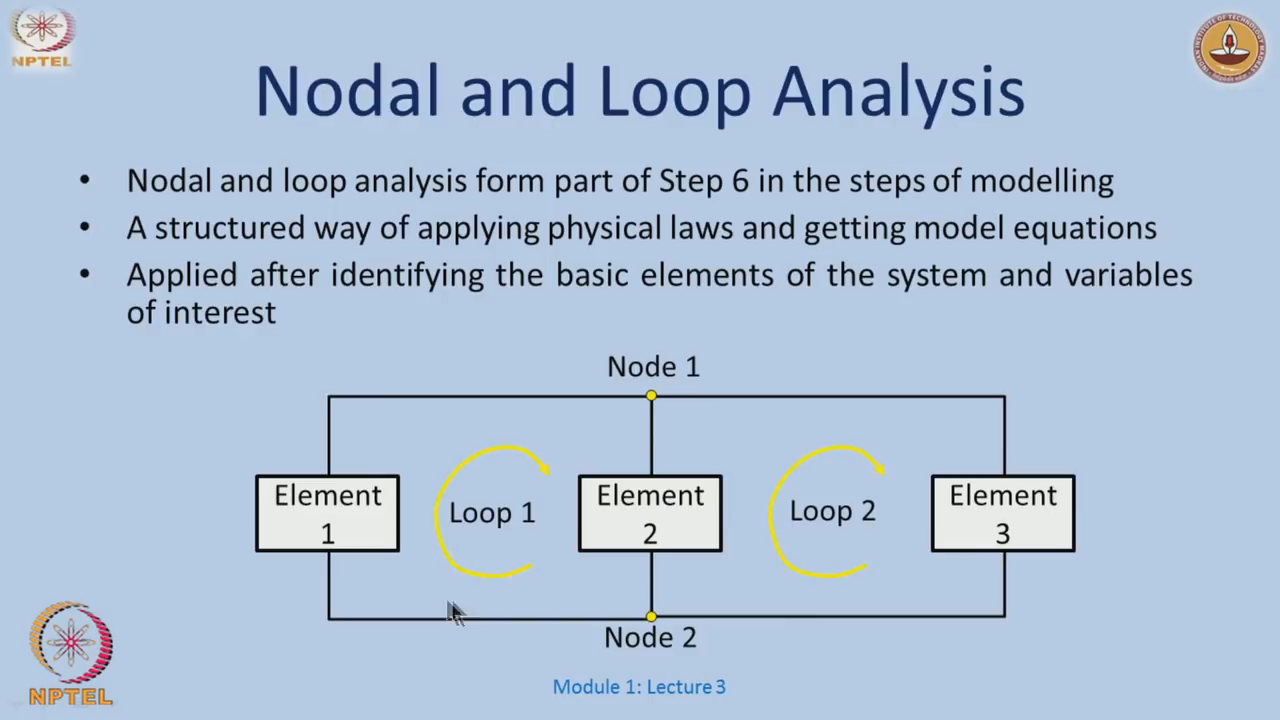 NPTEL
Nodal and Loop Analysis
• Nodal and loop analysis form part of Step 6 in the steps of modelling
• A structured way of applying physical laws and getting model equations
• Applied after identifying the basic elements of the system and variables
of interest
Node 1
Element
1
Loop 1
Element
2
Loop 2
Element
3
Node 2
NPTEL
Module 1: Lecture 3